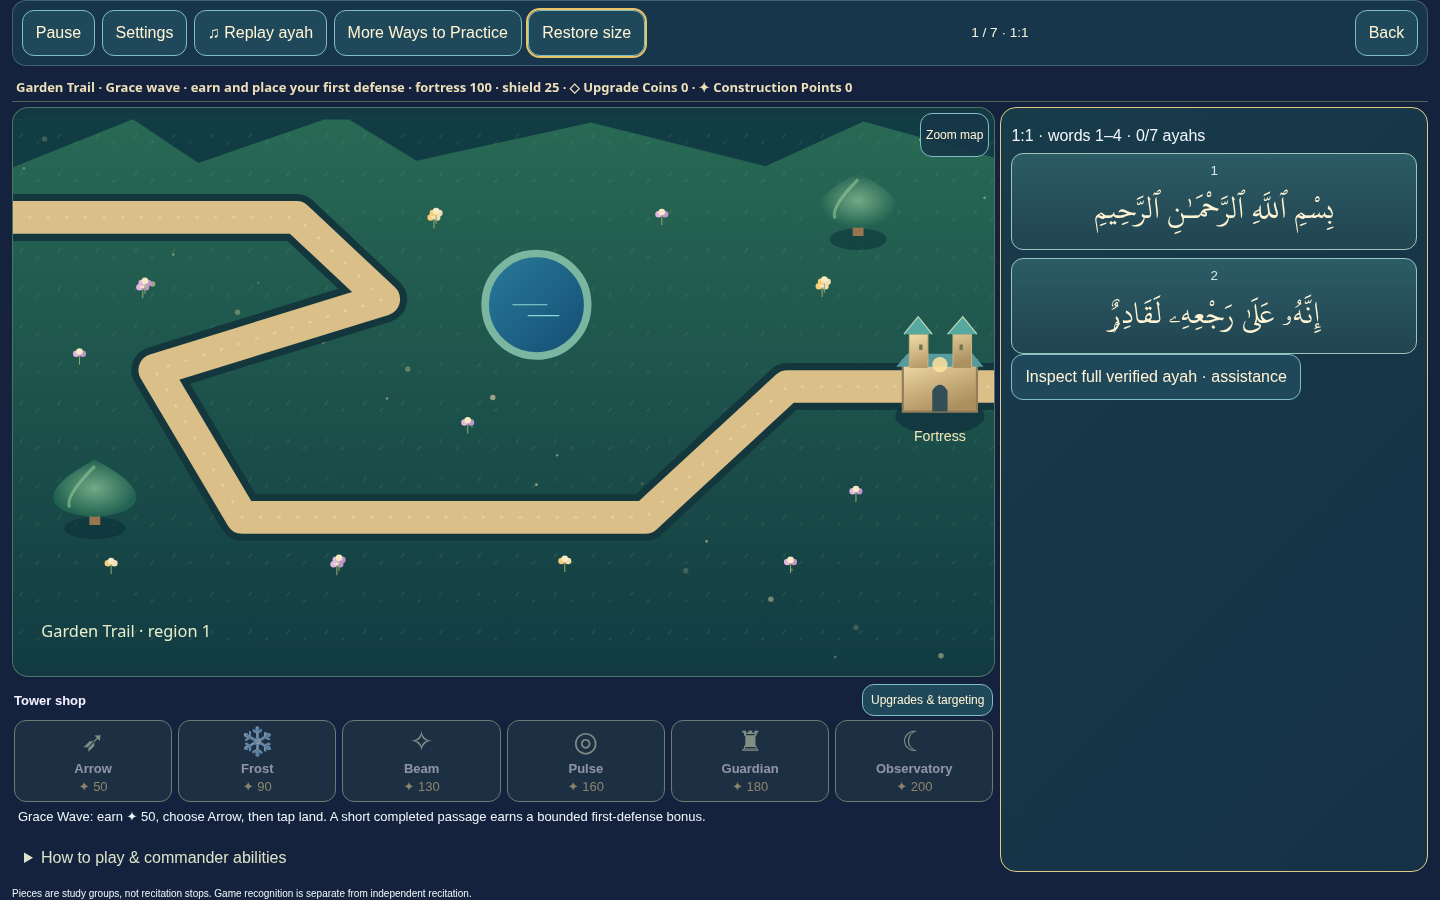 Pause Settings ♫ Replay ayah More Ways to Practice Restore size 1 / 7 · 1:1 Back
Garden Trail · Grace wave · earn and place your first defense · fortress 100 · shield 25 · ◇ Upgrade Coins 0 · ✦ Construction Points 0
Zoom map
Fortress
Garden Trail · region 1
1:1 · words 1–4 · 0/7 ayahs
1
بِسْمِ ٱللَّهِ ٱلرَّحْمَـٰنِ ٱلرَّحِيمِ
2
إِنَّهُۥ عَلَىٰ رَجْعِهِۦ لَقَادِرٌ
Inspect full verified ayah · assistance
Tower shop Upgrades & targeting
➶ ❄ ✧ ◎ ♜ ☾
Arrow Frost Beam Pulse Guardian Observatory
✦ 50 ✦ 90 ✦ 130 ✦ 160 ✦ 180 ✦ 200
Grace Wave: earn ✦ 50, choose Arrow, then tap land. A short completed passage earns a bounded first-defense bonus.
▶ How to play & commander abilities
Pieces are study groups, not recitation stops. Game recognition is separate from independent recitation.